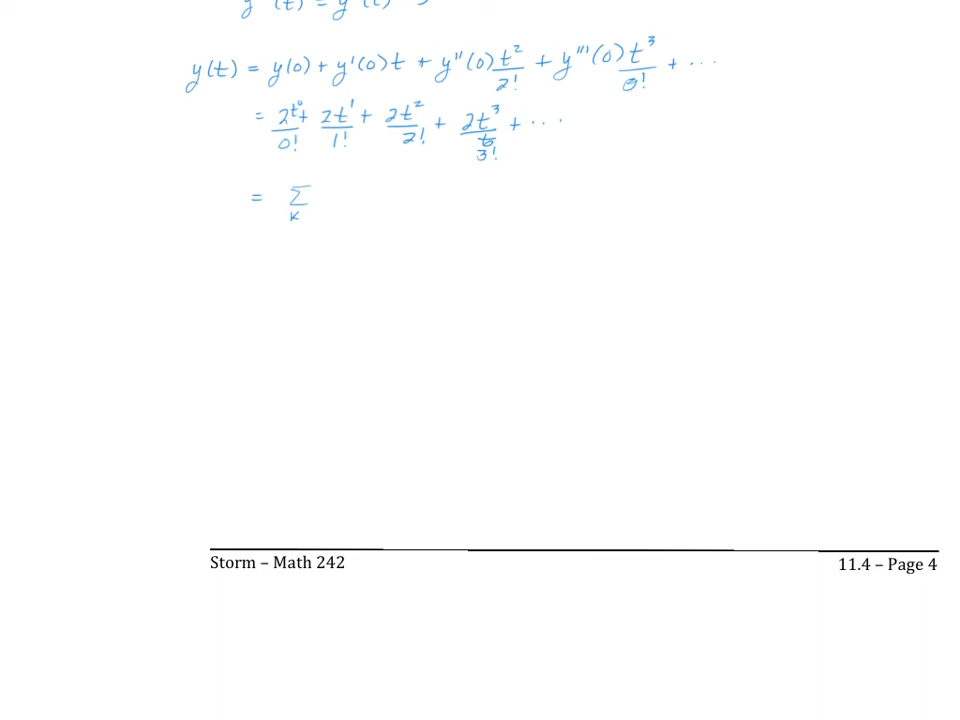 y(t) = y(0) + y'(0)t + y''(0) t²/2! + y'''(0) t³/3! + ...
= 2t⁰/0! + 2t¹/1! + 2t²/2! + 2t³/3! + ...
= Σ k
Storm – Math 242
11.4 – Page 4